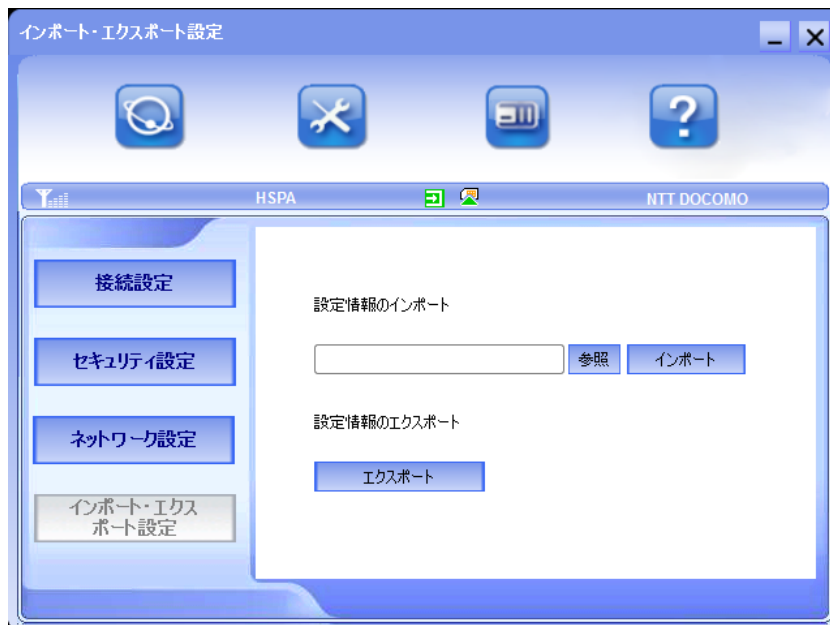 インポート・エクスポート設定
HSPA
NTT DOCOMO
接続設定
セキュリティ設定
ネットワーク設定
インポート・エクス
ポート設定
設定情報のインポート
参照
インポート
設定情報のエクスポート
エクスポート